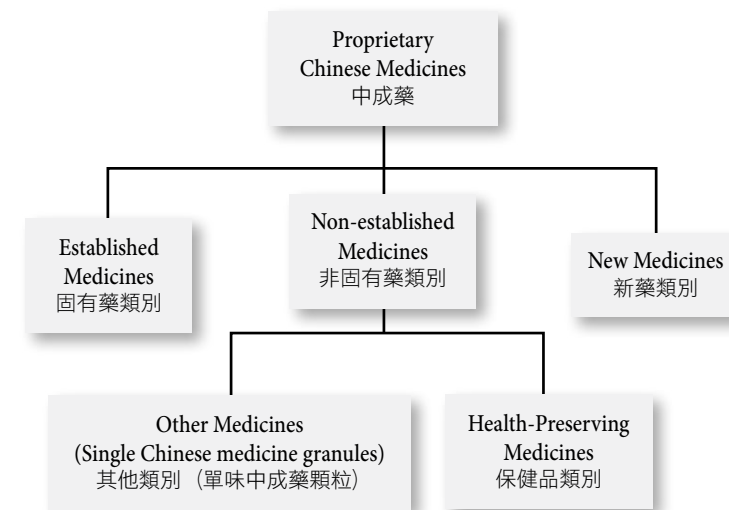 Proprietary
Chinese Medicines
中成藥
Established
Medicines
固有藥類別
Non-established
Medicines
非固有藥類別
New Medicines
新藥類別
Other Medicines
(Single Chinese medicine granules)
其他類別（單味中成藥顆粒）
Health-Preserving
Medicines
保健品類別